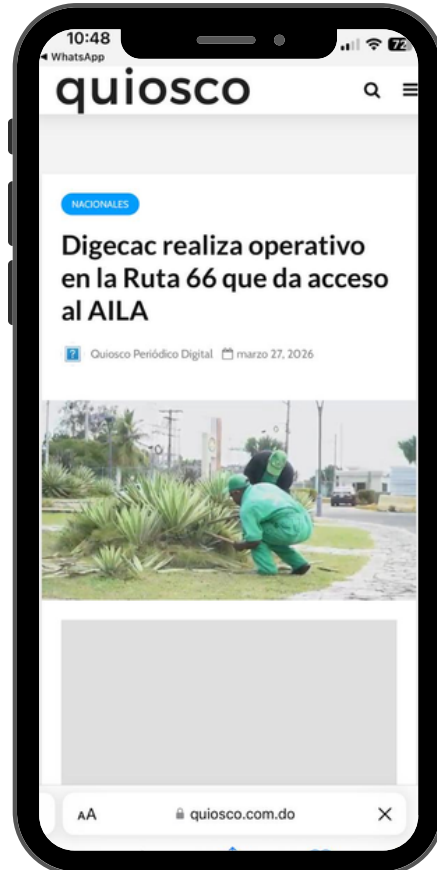 10:48
72
◀ WhatsApp
quiosco
NACIONALES
Digecac realiza operativo
en la Ruta 66 que da acceso
al AILA
? Quiosco Periódico Digital marzo 27, 2026
AA quiosco.com.do